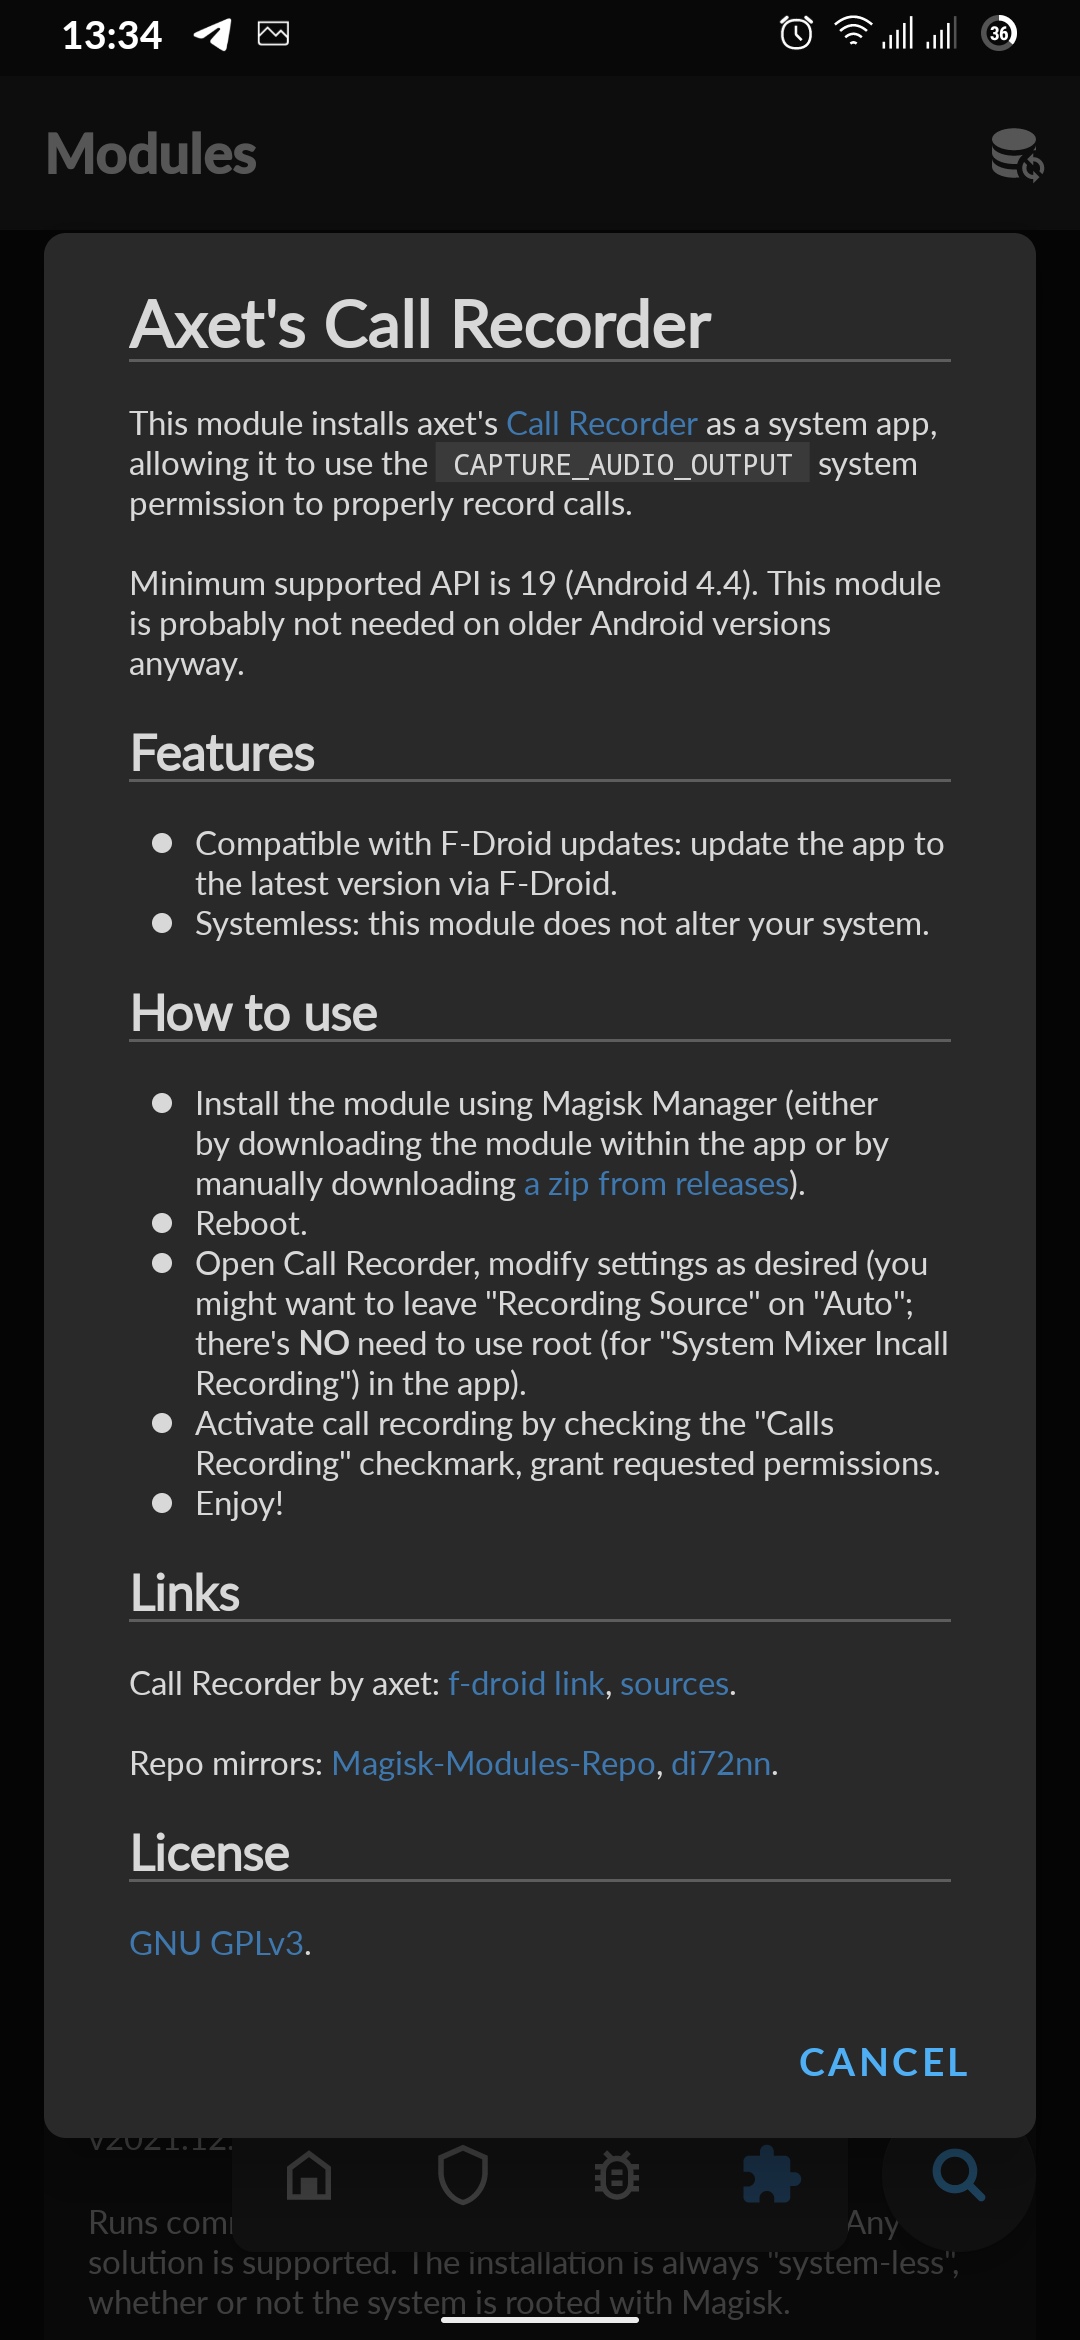 13:34
36
Modules
Axet's Call Recorder
This module installs axet's Call Recorder as a system app,
allowing it to use the CAPTURE_AUDIO_OUTPUT system
permission to properly record calls.
Minimum supported API is 19 (Android 4.4). This module
is probably not needed on older Android versions
anyway.
Features
● Compatible with F-Droid updates: update the app to
the latest version via F-Droid.
● Systemless: this module does not alter your system.
How to use
● Install the module using Magisk Manager (either
by downloading the module within the app or by
manually downloading a zip from releases).
● Reboot.
● Open Call Recorder, modify settings as desired (you
might want to leave "Recording Source" on "Auto";
there's NO need to use root (for "System Mixer Incall
Recording") in the app).
● Activate call recording by checking the "Calls
Recording" checkmark, grant requested permissions.
● Enjoy!
Links
Call Recorder by axet: f-droid link, sources.
Repo mirrors: Magisk-Modules-Repo, di72nn.
License
GNU GPLv3.
CANCEL
v2021.12.
Runs Any
solution is supported. The installation is always "system-less",
whether or not the system is rooted with Magisk.